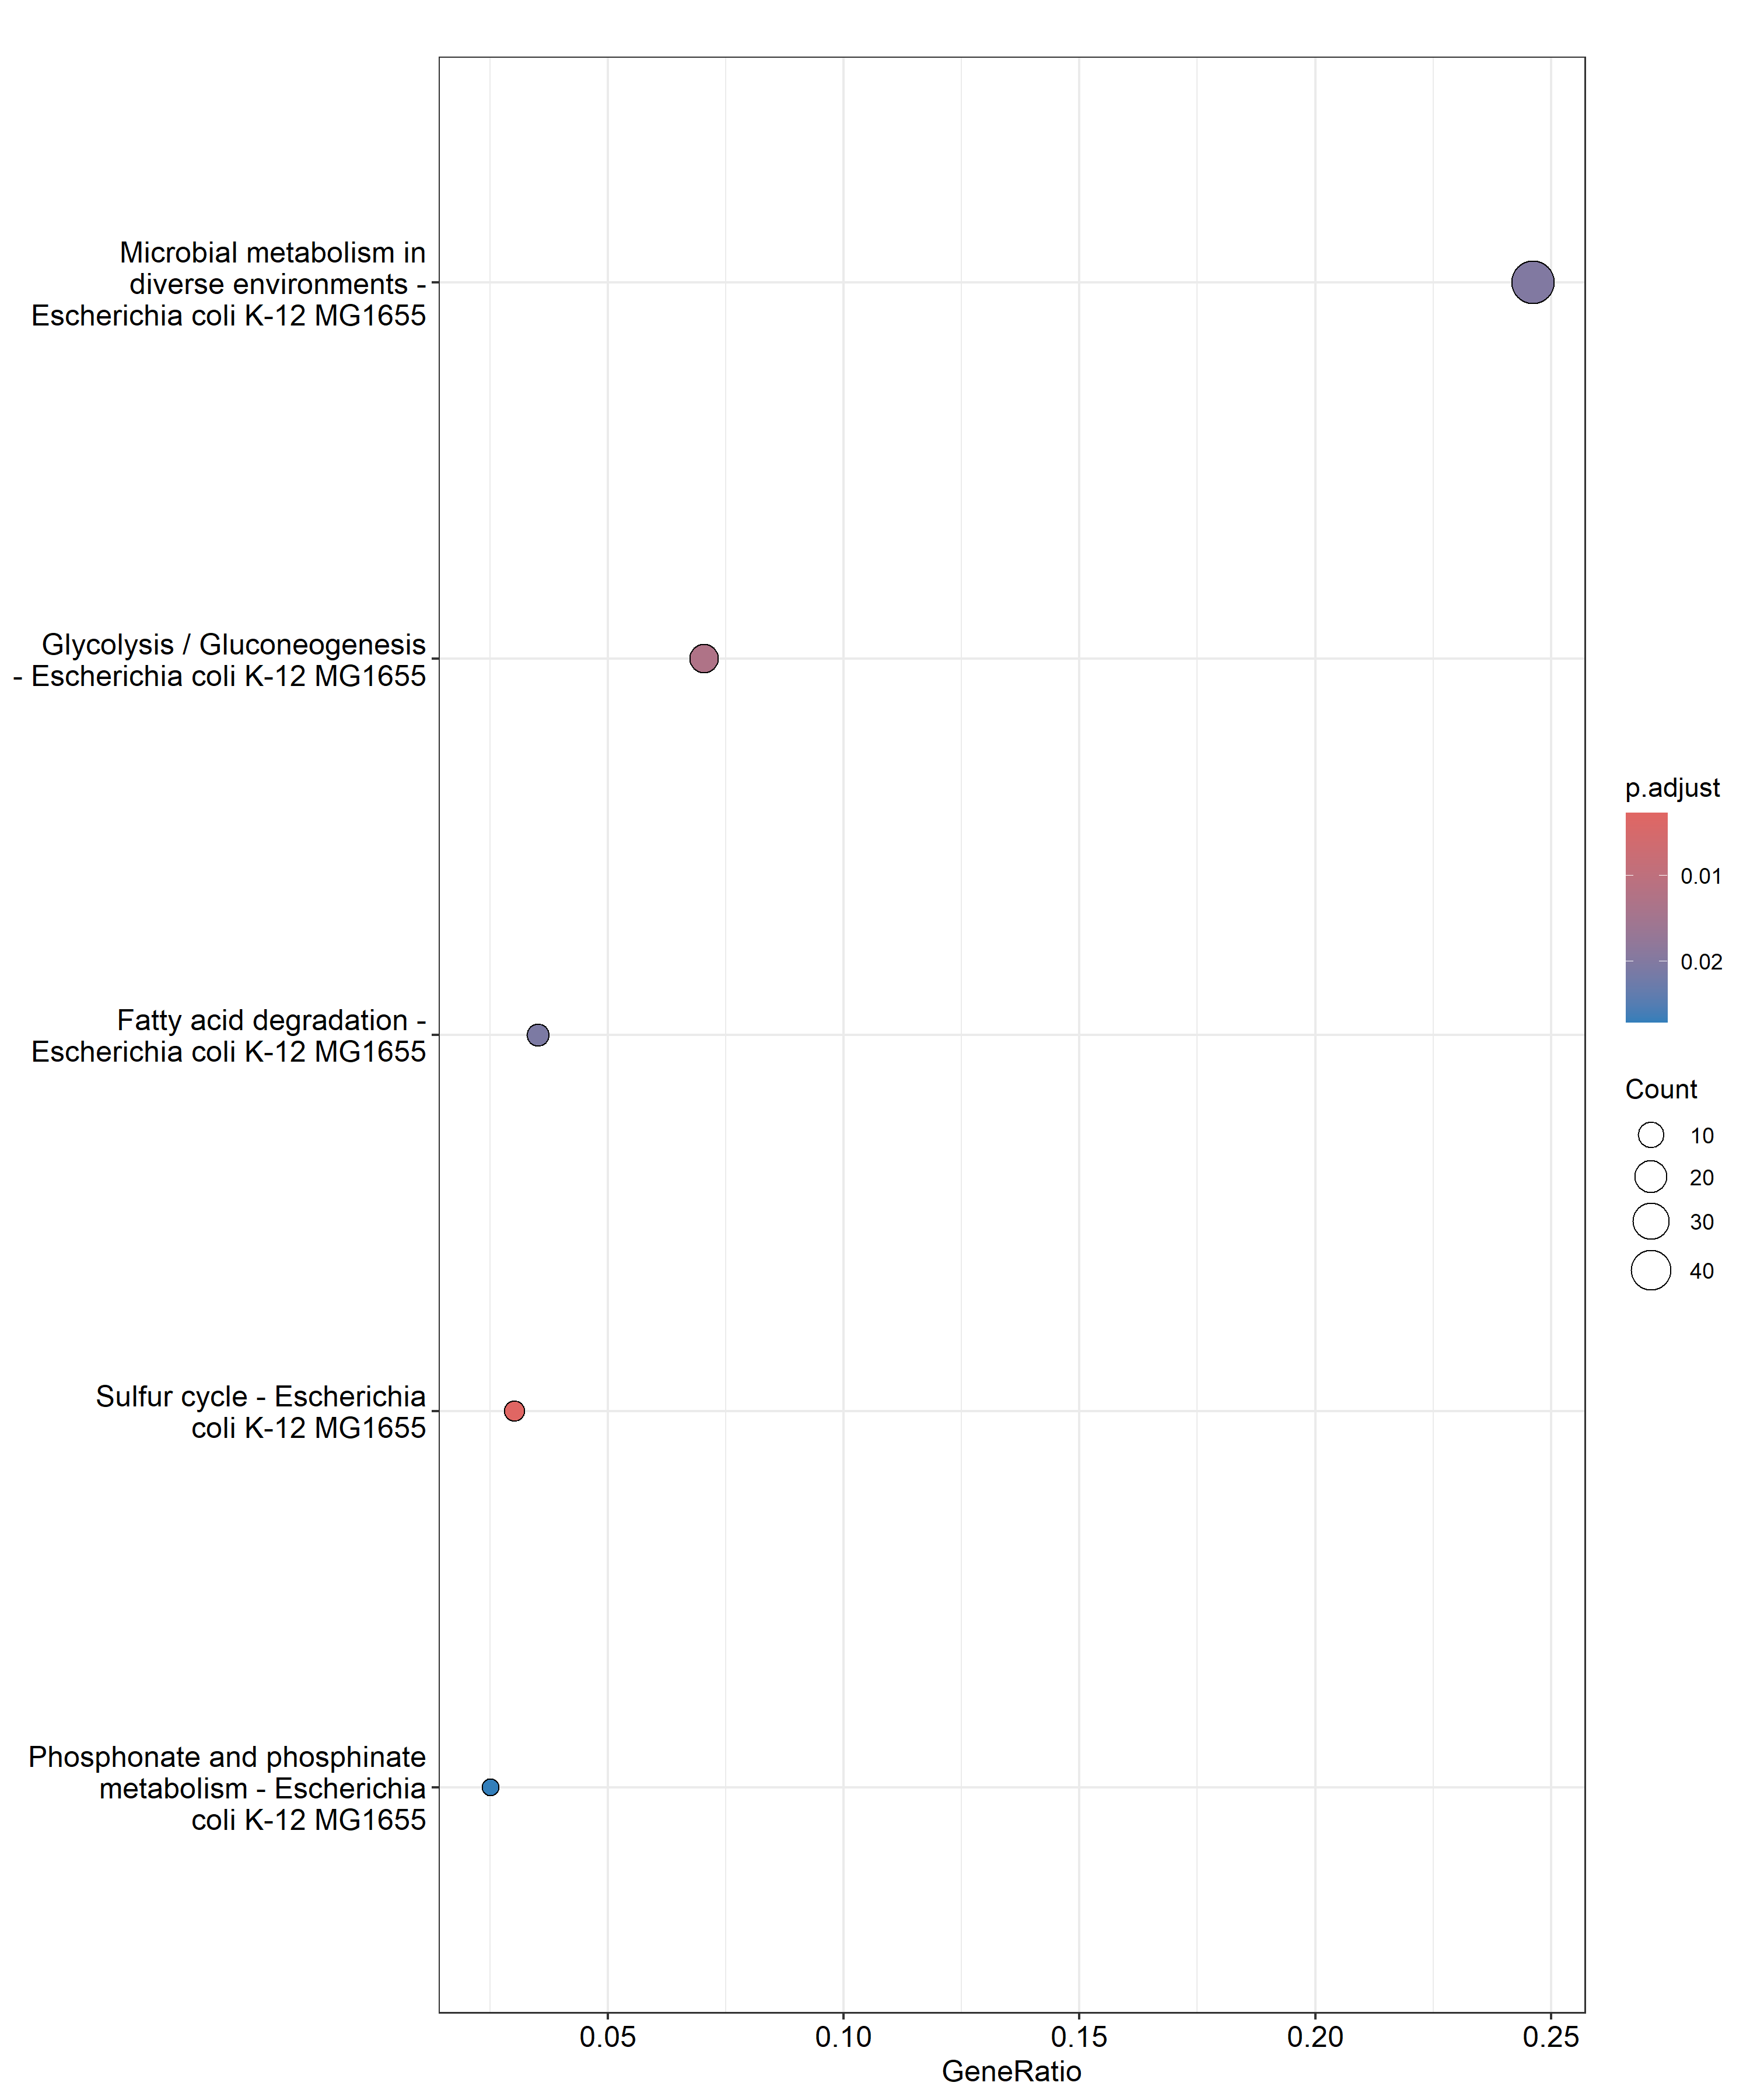 Microbial metabolism in
diverse environments -
Escherichia coli K-12 MG1655
Glycolysis / Gluconeogenesis
- Escherichia coli K-12 MG1655
Fatty acid degradation -
Escherichia coli K-12 MG1655
Sulfur cycle - Escherichia
coli K-12 MG1655
Phosphonate and phosphinate
metabolism - Escherichia
coli K-12 MG1655
0.05
0.10
0.15
0.20
0.25
GeneRatio
p.adjust
0.01
0.02
Count
10
20
30
40